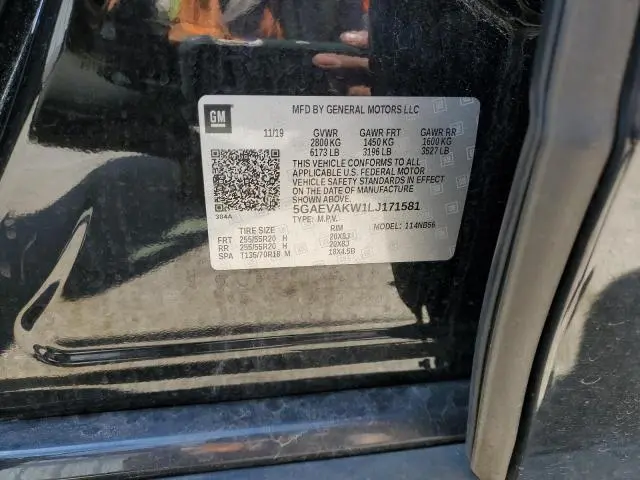 GM
MFD BY GENERAL MOTORS LLC
11/19 GVWR GAWR FRT GAWR RR
2800 KG 1450 KG 1600 KG
6173 LB 3196 LB 3527 LB
THIS VEHICLE CONFORMS TO ALL
APPLICABLE U.S. FEDERAL MOTOR
VEHICLE SAFETY STANDARDS IN EFFECT
ON THE DATE OF MANUFACTURE
SHOWN ABOVE.
5GAEVAKW1LJ171581
384A TYPE: M.P.V. MODEL: 114NB56
TIRE SIZE RIM
FRT 255/55R20 H 20X8J
RR 255/55R20 H 20X8J
SPA T135/70R18 M 18X4.5B